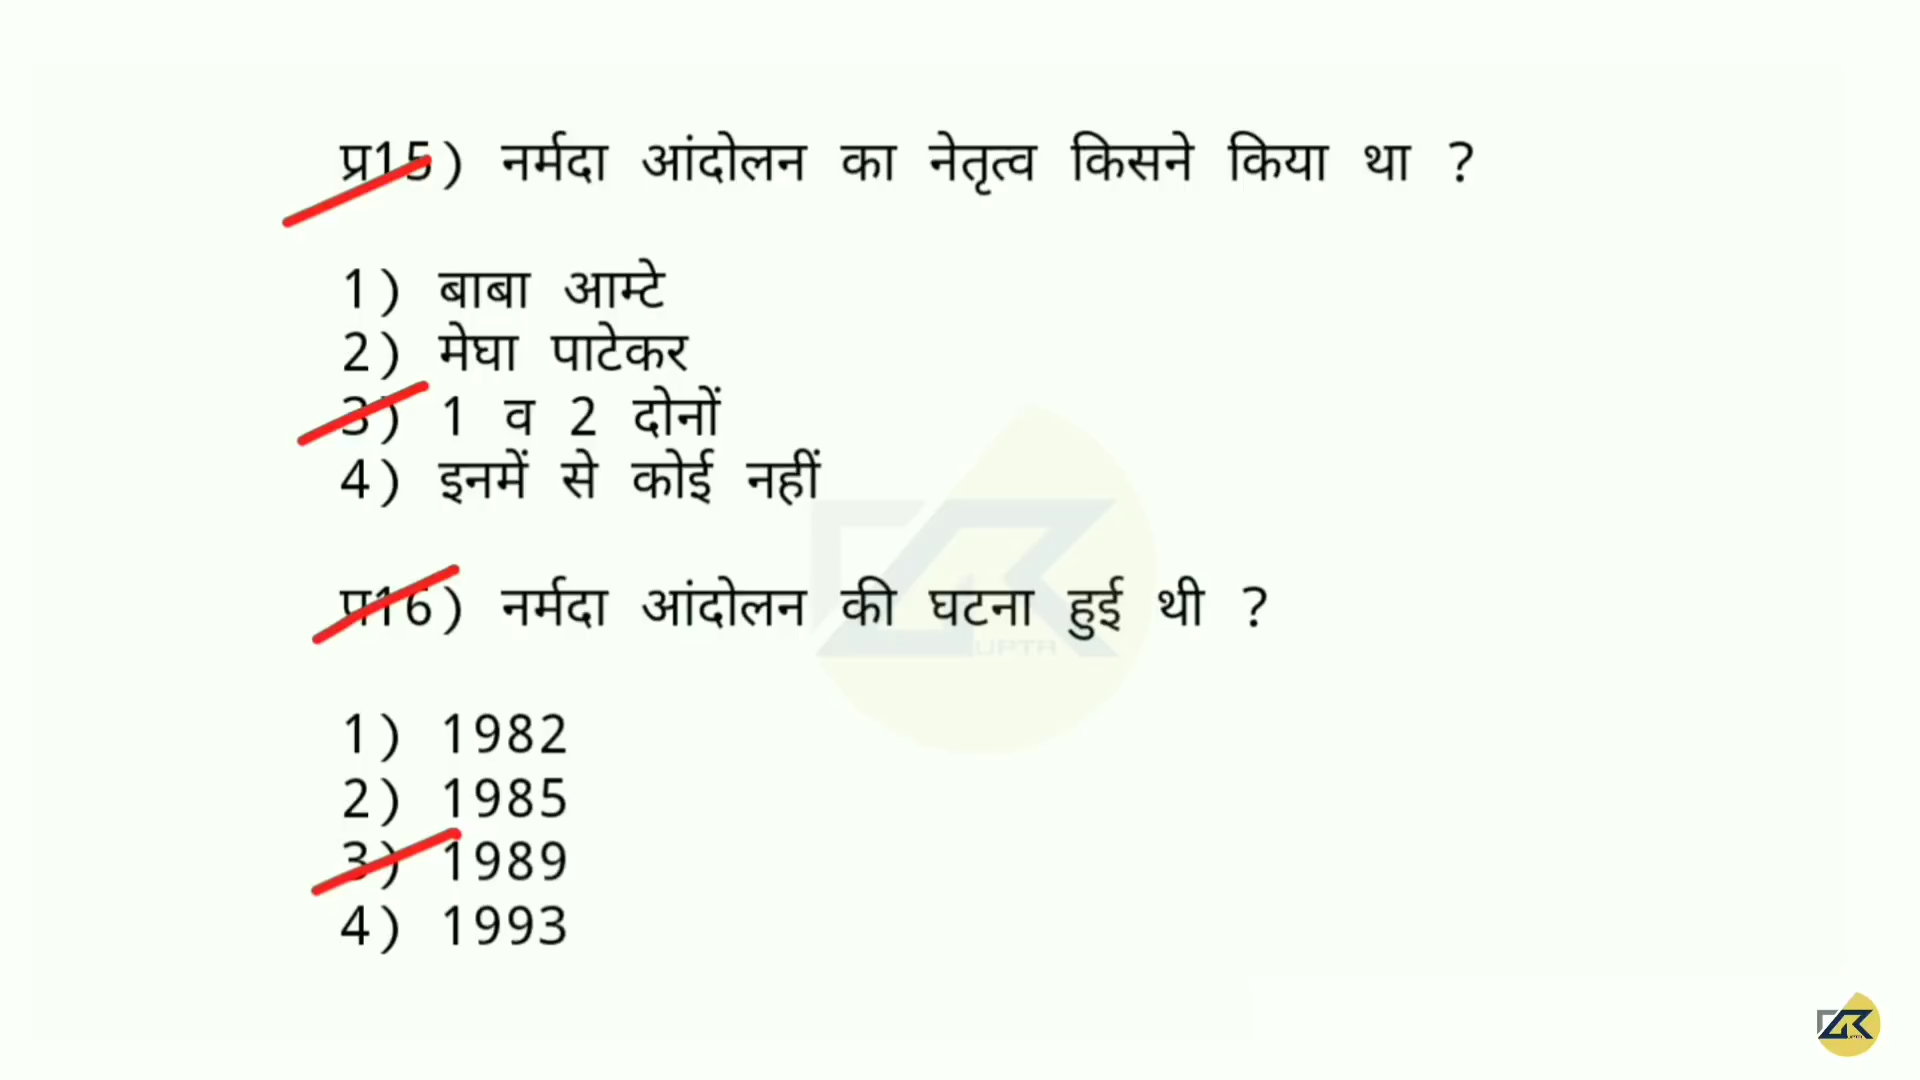 प्र15) नर्मदा आंदोलन का नेतृत्व किसने किया था ?
1) बाबा आम्टे
2) मेघा पाटेकर
3) 1 व 2 दोनों
4) इनमें से कोई नहीं
प्र16) नर्मदा आंदोलन की घटना हुई थी ?
1) 1982
2) 1985
3) 1989
4) 1993